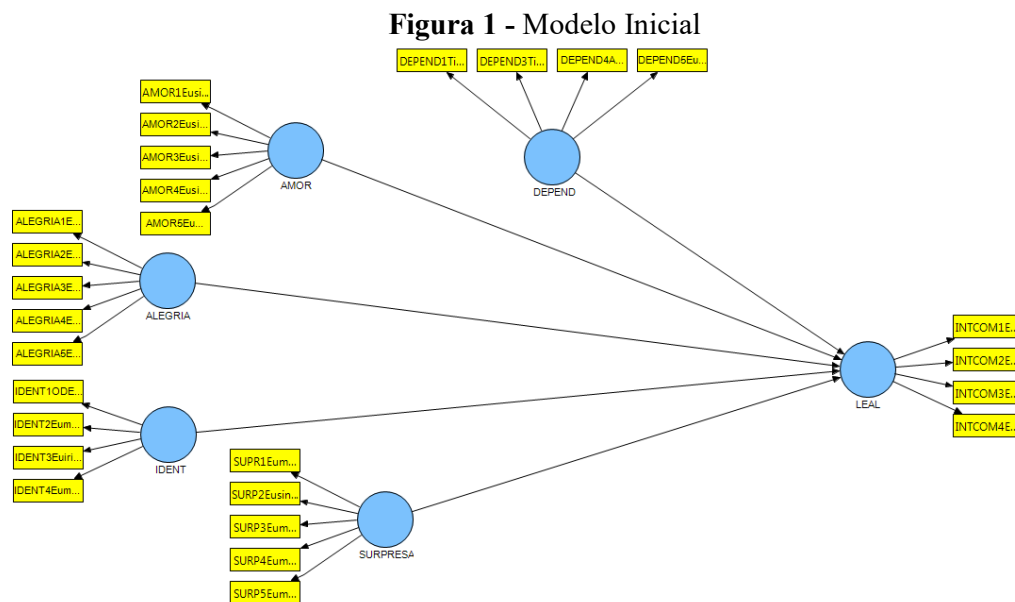 Figura 1 - Modelo Inicial
DEPEND1Ti...
DEPEND3Ti...
DEPEND4A...
DEPEND6Eu...
DEPEND
AMOR1Eusi...
AMOR2Eusi...
AMOR3Eusi...
AMOR4Eusi...
AMOR5Eu...
AMOR
ALEGRIA1E...
ALEGRIA2E...
ALEGRIA3E...
ALEGRIA4E...
ALEGRIA5E...
ALEGRIA
IDENT1ODE...
IDENT2Eum...
IDENT3Euiri...
IDENT4Eum...
IDENT
SUPR1Eum...
SURP2Eusin...
SURP3Eum...
SURP4Eum...
SURP5Eum...
SURPRESA
LEAL
INTCOM1E...
INTCOM2E...
INTCOM3E...
INTCOM4E...